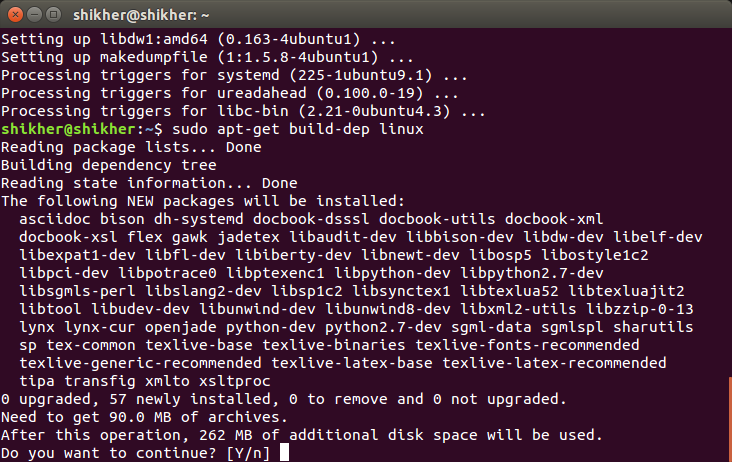 shikher@shikher: ~
Setting up libdw1:amd64 (0.163-4ubuntu1) ...
Setting up makedumpfile (1:1.5.8-4ubuntu1) ...
Processing triggers for systemd (225-1ubuntu9.1) ...
Processing triggers for ureadahead (0.100.0-19) ...
Processing triggers for libc-bin (2.21-0ubuntu4.3) ...
shikher@shikher:~$ sudo apt-get build-dep linux
Reading package lists... Done
Building dependency tree
Reading state information... Done
The following NEW packages will be installed:
  asciidoc bison dh-systemd docbook-dsssl docbook-utils docbook-xml
  docbook-xsl flex gawk jadetex libaudit-dev libbison-dev libdw-dev libelf-dev
  libexpat1-dev libfl-dev libiberty-dev libnewt-dev libosp5 libostyle1c2
  libpci-dev libpotrace0 libptexenc1 libpython-dev libpython2.7-dev
  libsgmls-perl libslang2-dev libsp1c2 libsynctex1 libtexlua52 libtexluajit2
  libtool libudev-dev libunwind-dev libunwind8-dev libxml2-utils libzzip-0-13
  lynx lynx-cur openjade python-dev python2.7-dev sgml-data sgmlspl sharutils
  sp tex-common texlive-base texlive-binaries texlive-fonts-recommended
  texlive-generic-recommended texlive-latex-base texlive-latex-recommended
  tipa transfig xmlto xsltproc
0 upgraded, 57 newly installed, 0 to remove and 0 not upgraded.
Need to get 90.0 MB of archives.
After this operation, 262 MB of additional disk space will be used.
Do you want to continue? [Y/n]